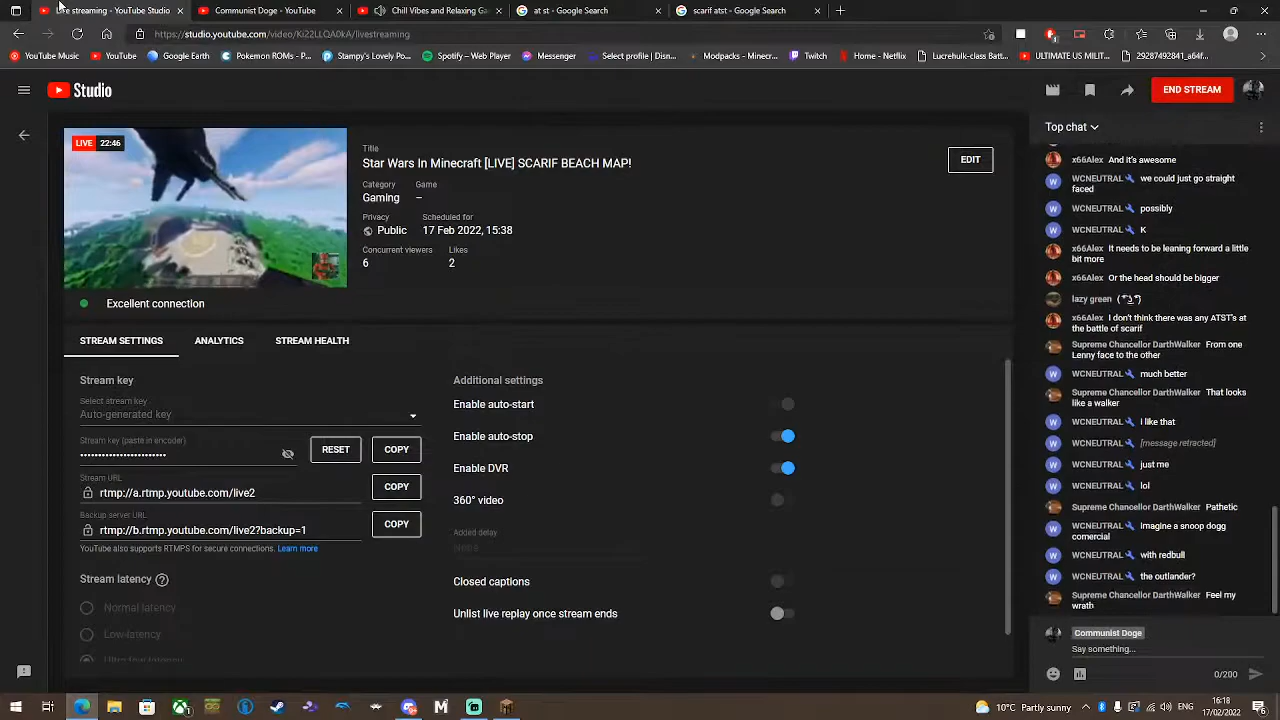 Live streaming - YouTube Studio
Communist Doge - YouTube
Chill Vibes and Relaxing Ga
at st - Google Search
scarif atst - Google Search
https://studio.youtube.com/video/Ki22LLQA0kA/livestreaming
YouTube Music
YouTube
Google Earth
Pokemon ROMs - P...
Stampy's Lovely Po...
Spotify – Web Player
Messenger
Select profile | Disn...
Modpacks - Minecr...
Twitch
Home - Netflix
Lucrehulk-class Batt...
ULTIMATE US MILIT...
29287492841_a64f...
Studio
END STREAM
LIVE 22:46
Title
Star Wars In Minecraft [LIVE] SCARIF BEACH MAP!
EDIT
Category
Game
Gaming
–
Privacy
Scheduled for
Public
17 Feb 2022, 15:38
Concurrent viewers
Likes
6
2
Excellent connection
STREAM SETTINGS
ANALYTICS
STREAM HEALTH
Stream key
Select stream key
Auto-generated key
Stream key (paste in encoder)
RESET
COPY
Stream URL
rtmp://a.rtmp.youtube.com/live2
COPY
Backup server URL
rtmp://b.rtmp.youtube.com/live2?backup=1
COPY
YouTube also supports RTMPS for secure connections. Learn more
Stream latency
Normal latency
Low-latency
Ultra low-latency
Additional settings
Enable auto-start
Enable auto-stop
Enable DVR
360° video
Added delay
None
Closed captions
Unlist live replay once stream ends
Top chat
x66Alex And it's awesome
WCNEUTRAL we could just go straight
faced
WCNEUTRAL possibly
WCNEUTRAL K
x66Alex It needs to be leaning forward a little
bit more
x66Alex Or the head should be bigger
lazy green ( ͡° ͜ʖ ͡°)
x66Alex I don't think there was any ATST's at
the battle of scarif
Supreme Chancellor DarthWalker From one
Lenny face to the other
WCNEUTRAL much better
Supreme Chancellor DarthWalker That looks
like a walker
WCNEUTRAL i like that
WCNEUTRAL [message retracted]
WCNEUTRAL just me
WCNEUTRAL lol
Supreme Chancellor DarthWalker Pathetic
WCNEUTRAL Imagine a snoop dogg
comercial
WCNEUTRAL with redbull
WCNEUTRAL the outlander?
Supreme Chancellor DarthWalker Feel my
wrath
Communist Doge
Say something...
0/200
10°C Partly sunny
16:18
17/02/2022